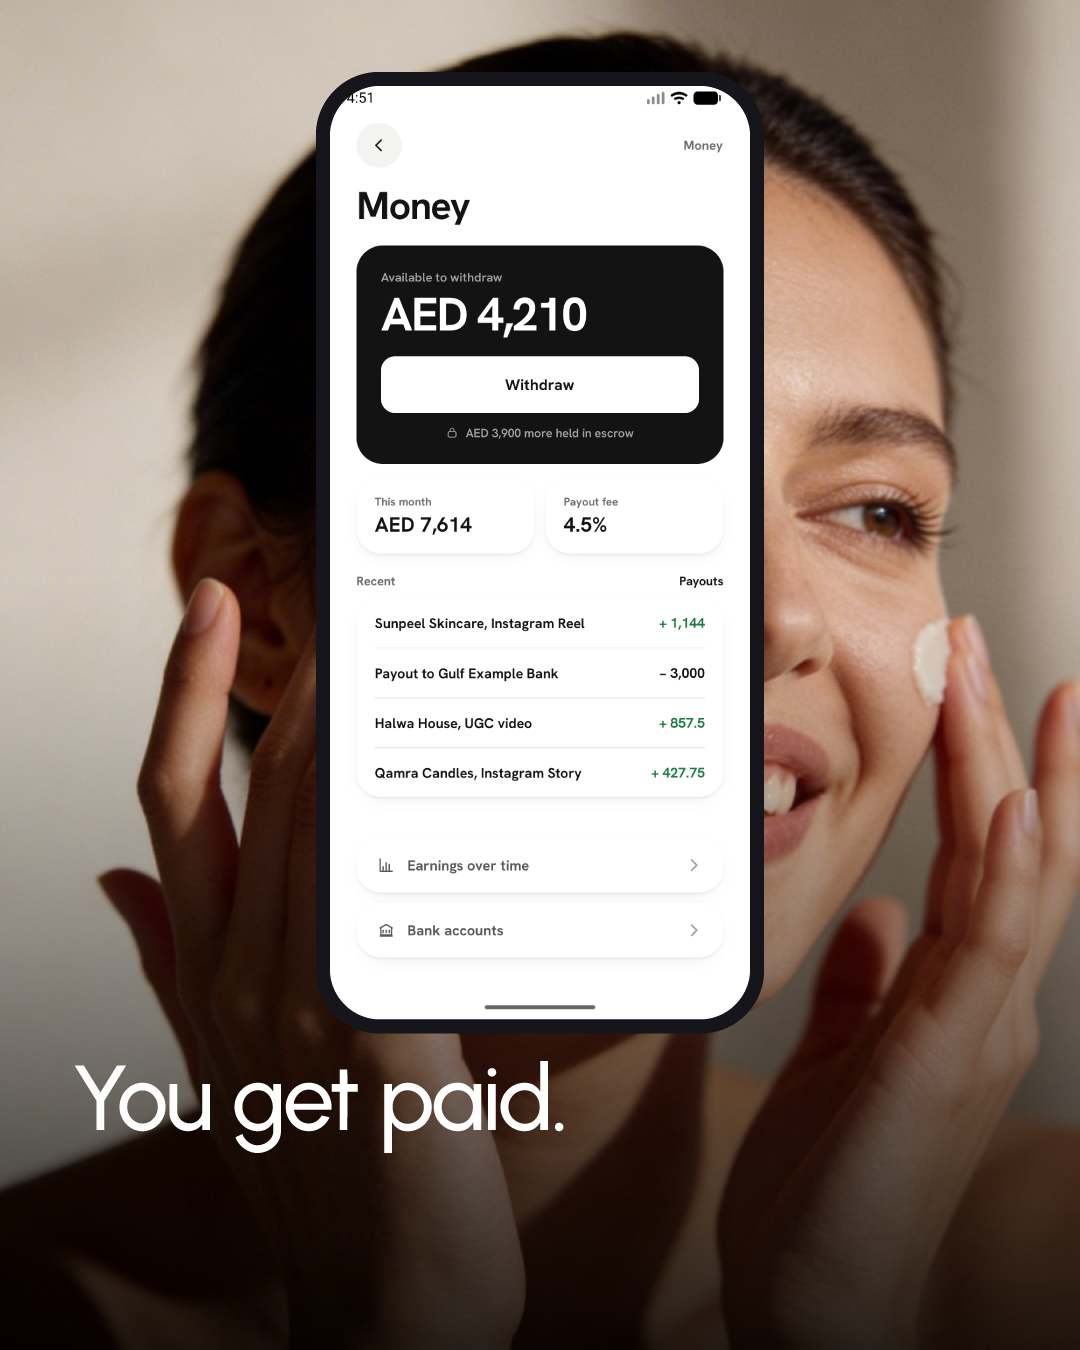 4:51
Money
Money
Available to withdraw
AED 4,210
Withdraw
AED 3,900 more held in escrow
This month
AED 7,614
Payout fee
4.5%
Recent
Payouts
Sunpeel Skincare, Instagram Reel
+ 1,144
Payout to Gulf Example Bank
− 3,000
Halwa House, UGC video
+ 857.5
Qamra Candles, Instagram Story
+ 427.75
Earnings over time
Bank accounts
You get paid.